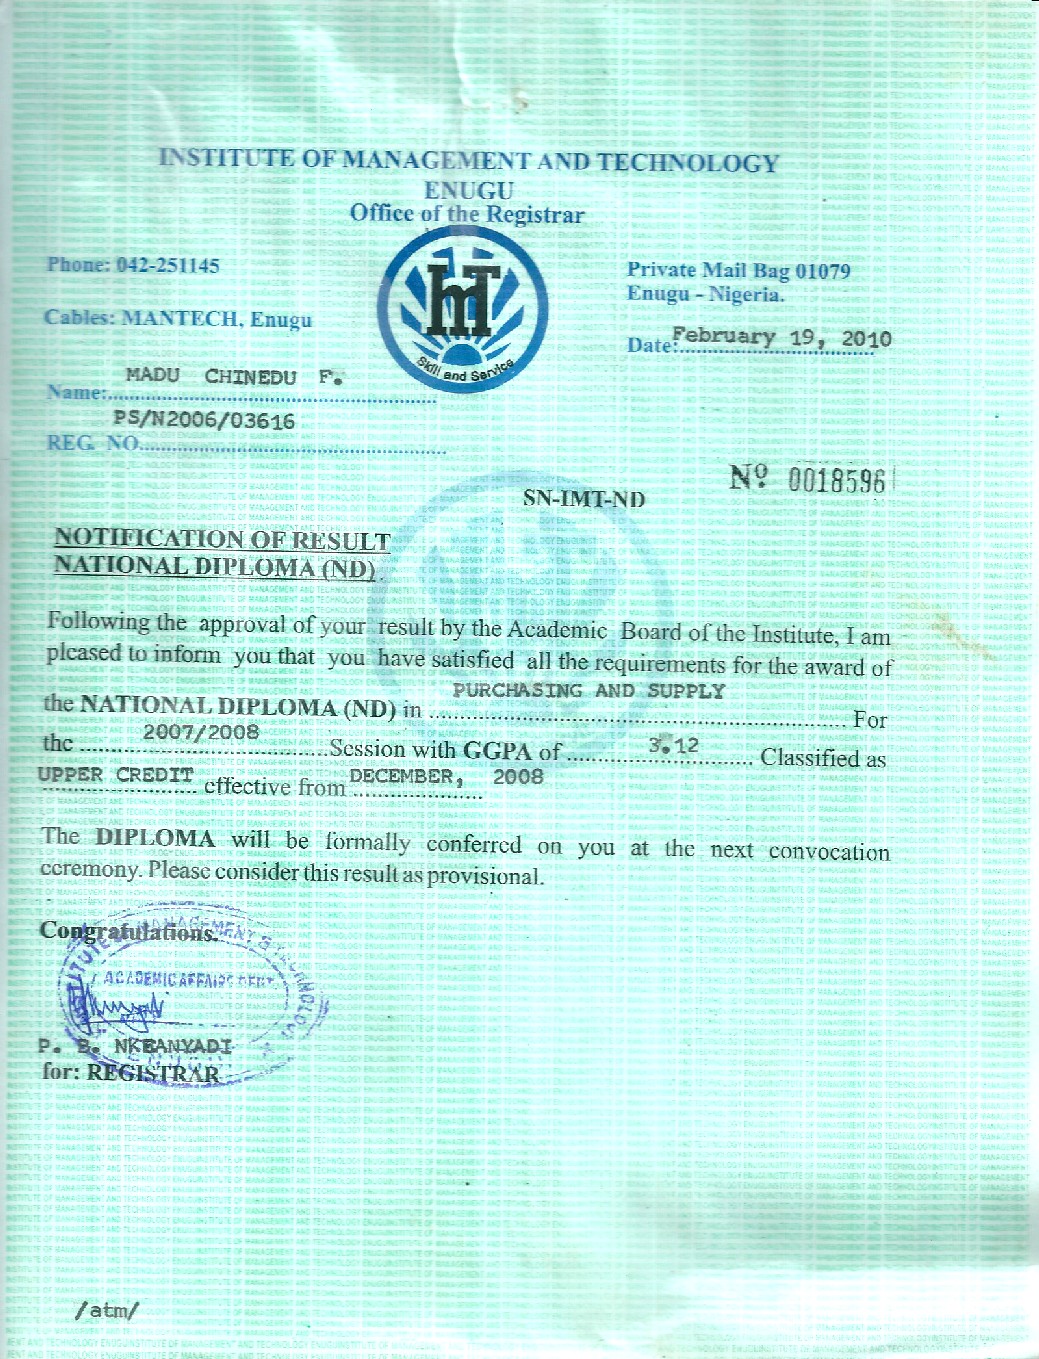 INSTITUTE OF MANAGEMENT AND TECHNOLOGY
ENUGU
Office of the Registrar
Phone: 042-251145
Private Mail Bag 01079
Enugu - Nigeria.
Cables: MANTECH, Enugu
IMT
Skill and Service
Date: February 19, 2010
Name: MADU CHINEDU F.
REG. NO. PS/N2006/03616
Nº 0018596
SN-IMT-ND
NOTIFICATION OF RESULT
NATIONAL DIPLOMA (ND)
Following the approval of your result by the Academic Board of the Institute, I am
pleased to inform you that you have satisfied all the requirements for the award of
the NATIONAL DIPLOMA (ND) in PURCHASING AND SUPPLY For
the 2007/2008 Session with GGPA of 3.12 Classified as
UPPER CREDIT effective from DECEMBER, 2008
The DIPLOMA will be formally conferred on you at the next convocation
ceremony. Please consider this result as provisional.
Congratulations.
INSTITUTE OF MANAGEMENT & TECHNOLOGY
ACADEMIC AFFAIRS DEPT
ENUGU
P. B. NKEANYADI
for: REGISTRAR
/atm/